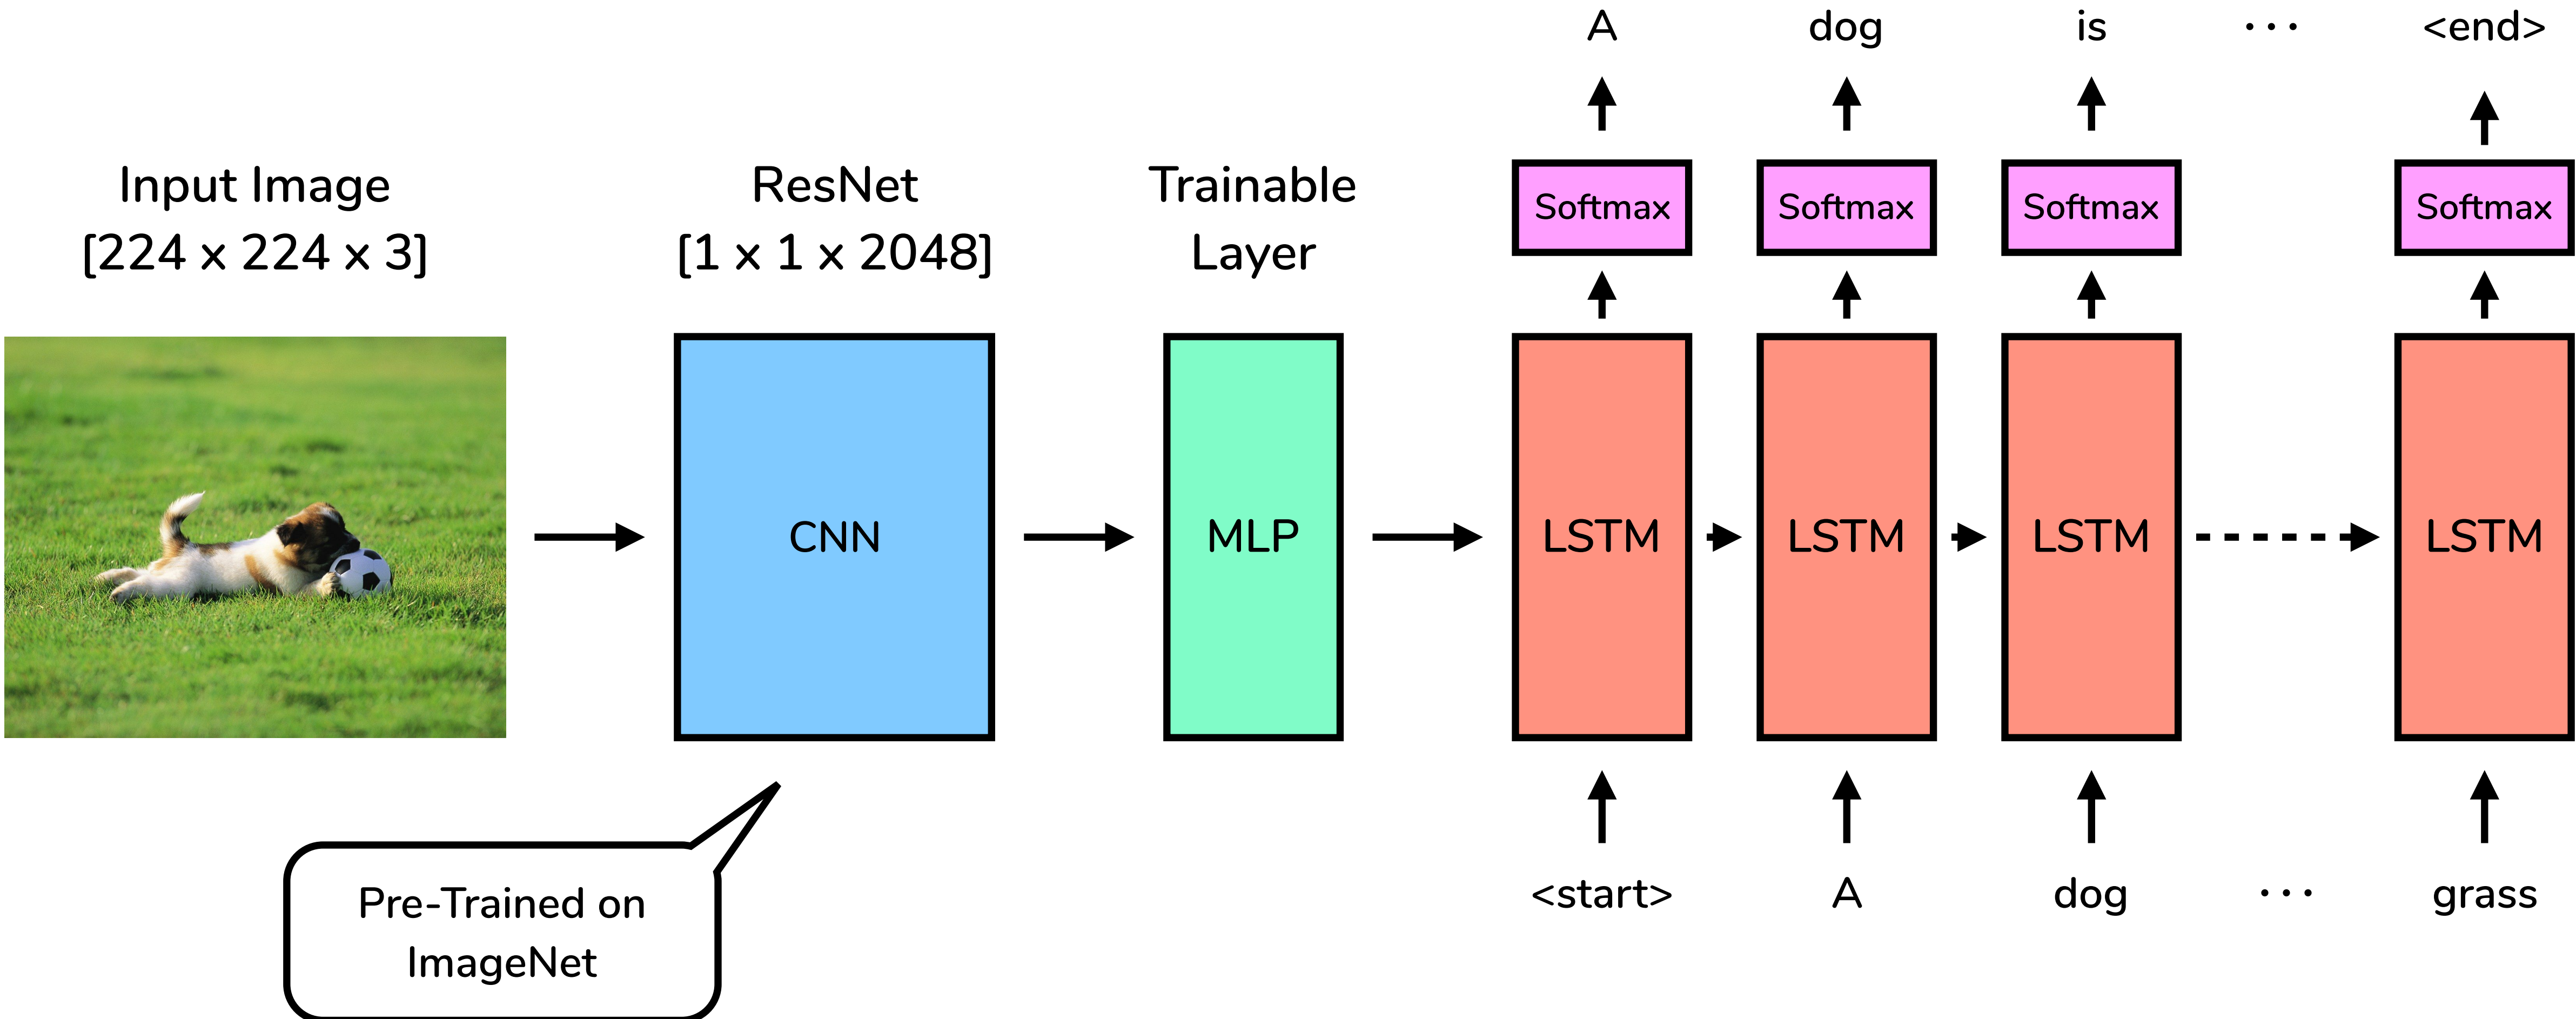 A dog is ... <end>
Input Image
[224 x 224 x 3]
ResNet
[1 x 1 x 2048]
Trainable
Layer
Softmax Softmax Softmax Softmax
CNN MLP LSTM LSTM LSTM LSTM
<start> A dog ... grass
Pre-Trained on
ImageNet